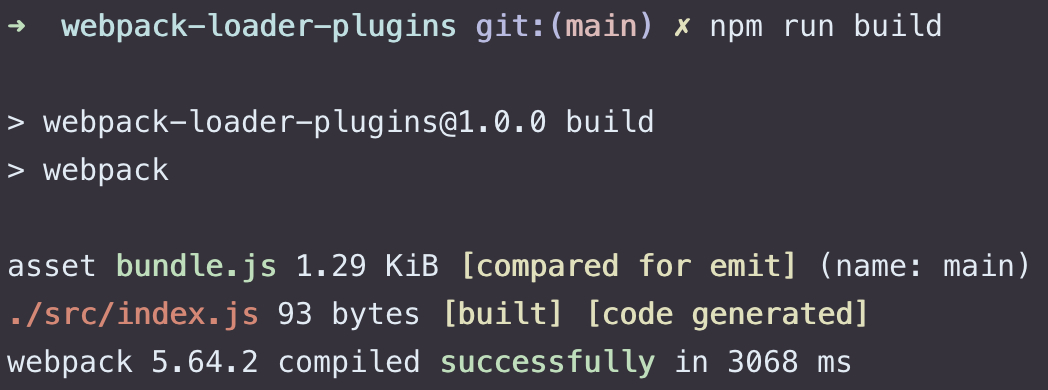 ➜ webpack-loader-plugins git:(main) ✗ npm run build
> webpack-loader-plugins@1.0.0 build
> webpack
asset bundle.js 1.29 KiB [compared for emit] (name: main)
./src/index.js 93 bytes [built] [code generated]
webpack 5.64.2 compiled successfully in 3068 ms